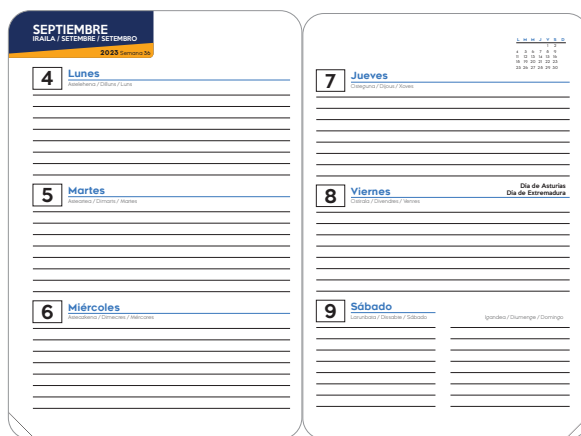 SEPTIEMBRE
IRAILA / SETEMBRE / SETEMBRO
2023 Semana 36
4 Lunes
Astelehena / Dilluns / Luns
5 Martes
Asteartea / Dimarts / Martes
6 Miércoles
Asteazkena / Dimecres / Mércores
L M M J V S D
1 2
4 5 6 7 8 9
11 12 13 14 15 16
18 19 20 21 22 23
25 26 27 28 29 30
7 Jueves
Osteguna / Dijous / Xoves
Día de Asturias
8 Viernes
Día de Extremadura
Ostirala / Divendres / Venres
9 Sábado
Larunbata / Dissabte / Sábado
Igandea / Diumenge / Domingo